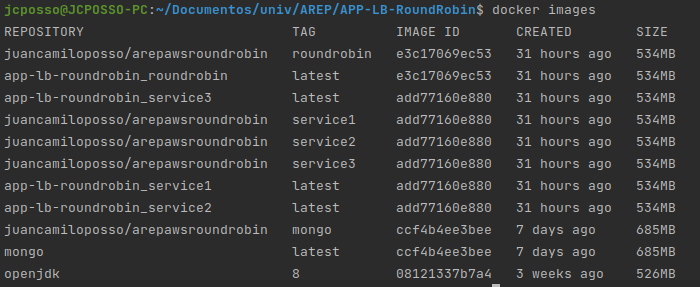 jcposso@JCPOSSO-PC:~/Documentos/univ/AREP/APP-LB-RoundRobin$ docker images
REPOSITORY TAG IMAGE ID CREATED SIZE
juancamiloposso/arepawsroundrobin roundrobin e3c17069ec53 31 hours ago 534MB
app-lb-roundrobin_roundrobin latest e3c17069ec53 31 hours ago 534MB
app-lb-roundrobin_service3 latest add77160e880 31 hours ago 534MB
juancamiloposso/arepawsroundrobin service1 add77160e880 31 hours ago 534MB
juancamiloposso/arepawsroundrobin service2 add77160e880 31 hours ago 534MB
juancamiloposso/arepawsroundrobin service3 add77160e880 31 hours ago 534MB
app-lb-roundrobin_service1 latest add77160e880 31 hours ago 534MB
app-lb-roundrobin_service2 latest add77160e880 31 hours ago 534MB
juancamiloposso/arepawsroundrobin mongo ccf4b4ee3bee 7 days ago 685MB
mongo latest ccf4b4ee3bee 7 days ago 685MB
openjdk 8 08121337b7a4 3 weeks ago 526MB